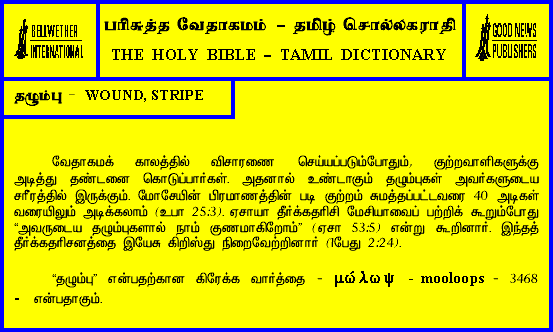 BELLWETHER
INTERNATIONAL
பரிசுத்த வேதாகமம் – தமிழ் சொல்லகராதி
THE HOLY BIBLE – TAMIL DICTIONARY
GOOD NEWS
PUBLISHERS
தழும்பு - WOUND, STRIPE
வேதாகமக் காலத்தில் விசாரணை செய்யப்படும்போதும், குற்றவாளிகளுக்கு
அடித்து தண்டனை கொடுப்பார்கள். அதனால் உண்டாகும் தழும்புகள் அவர்களுடைய
சரீரத்தில் இருக்கும். மோசேயின் பிரமாணத்தின் படி குற்றம் சுமத்தப்பட்டவரை 40 அடிகள்
வரையிலும் அடிக்கலாம் (உபா 25:3). ஏசாயா தீர்க்கதரிசி மேசியாவைப் பற்றிக் கூறும்போது
“அவருடைய தழும்புகளால் நாம் குணமாகிறோம்” (ஏசா 53:5) என்று கூறினார். இந்தத்
தீர்க்கதரிசனத்தை இயேசு கிறிஸ்து நிறைவேற்றினார் (1பேது 2:24).
“தழும்பு” என்பதற்கான கிரேக்க வார்த்தை - μώλωψ - mooloops - 3468
- என்பதாகும்.